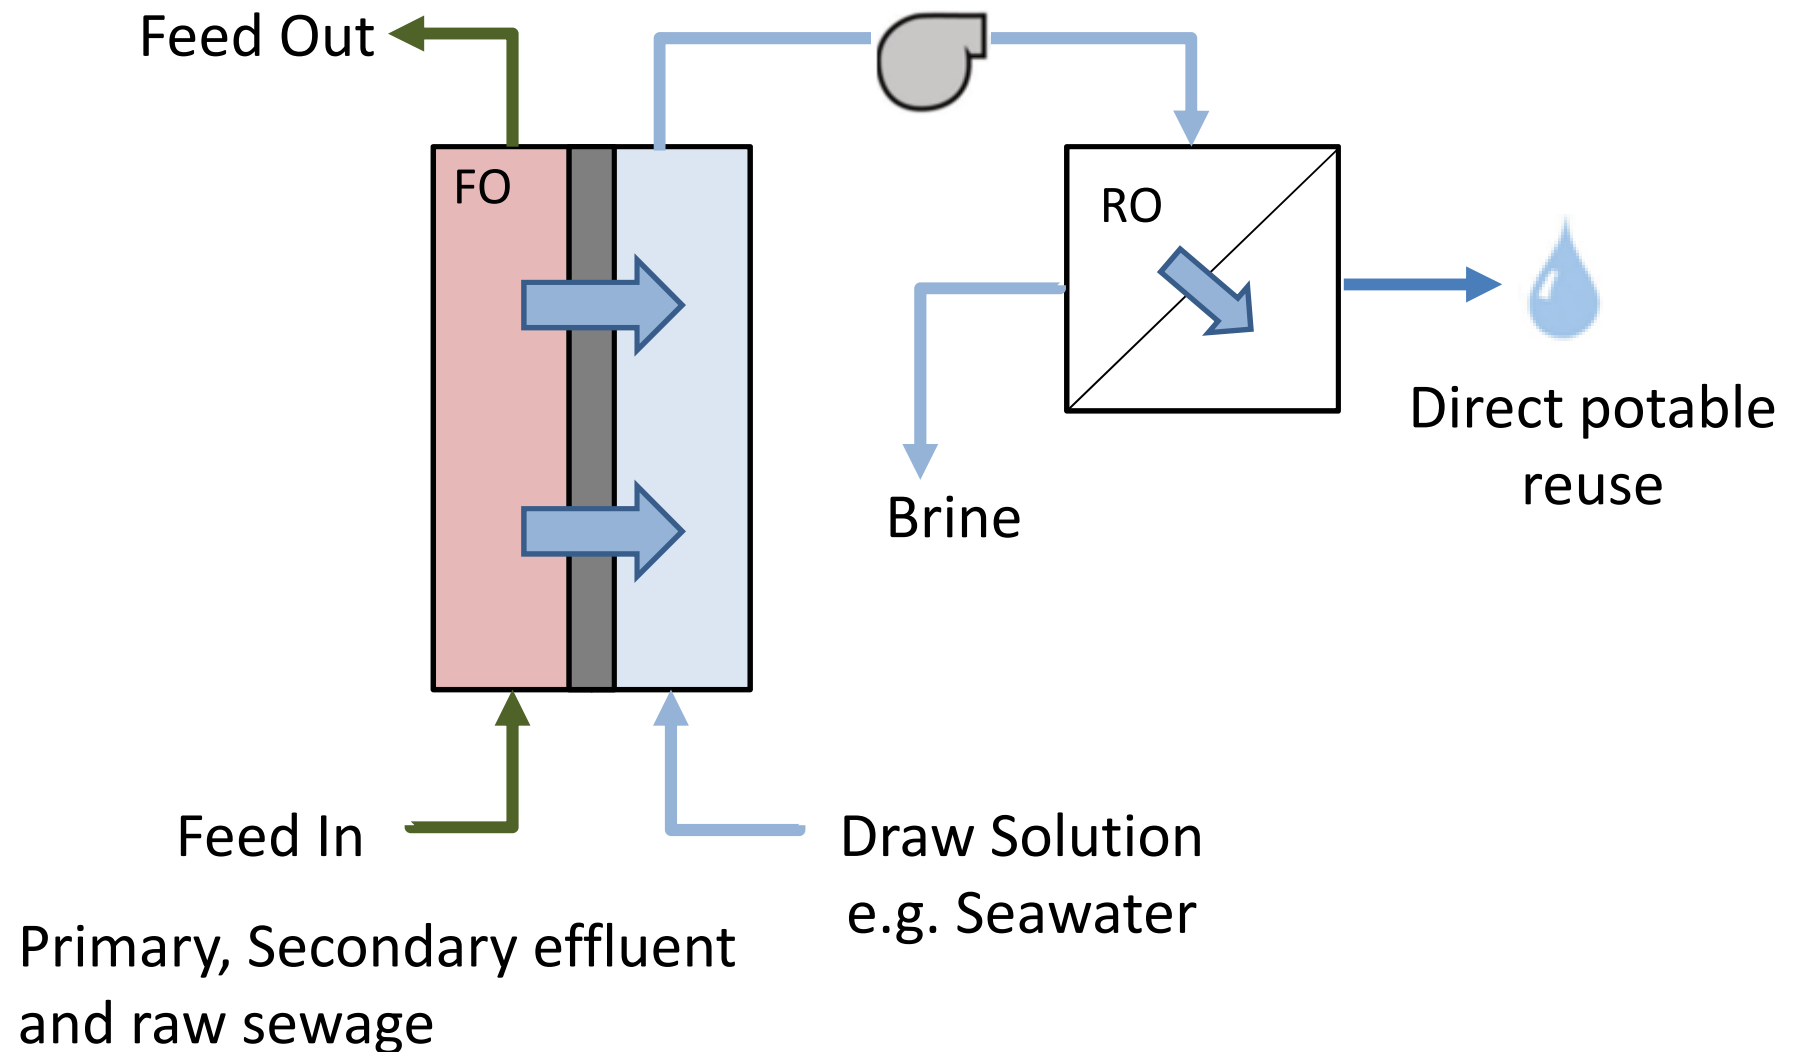 Feed Out
FO
RO
Direct potable
reuse
Brine
Feed In
Draw Solution
e.g. Seawater
Primary, Secondary effluent
and raw sewage